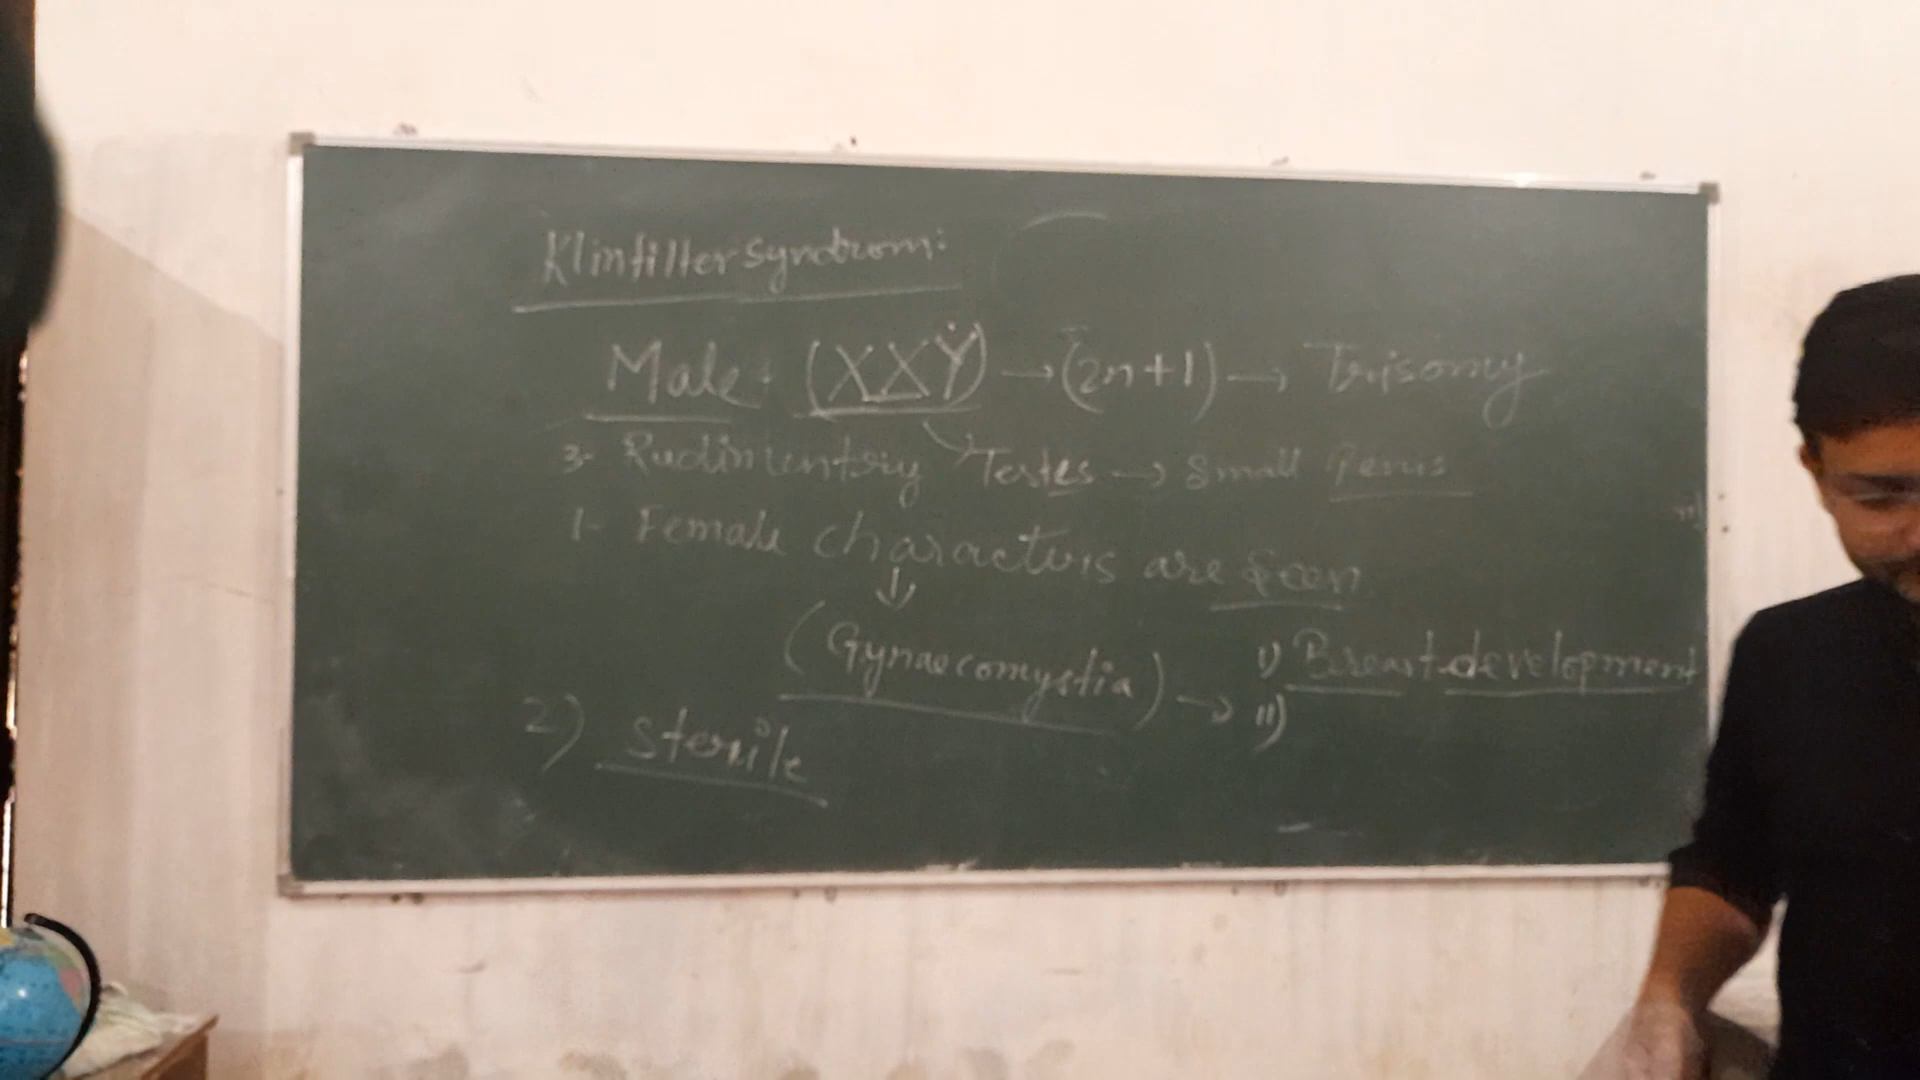 Klinfilter syndrom:
Male: (XXY) → (2n+1) → Trisomy
3- Rudimentry Testes → Small Penis
1- Female characters are seen
↓
(Gynaecomystia) → i) Breast development
ii)
2) sterile